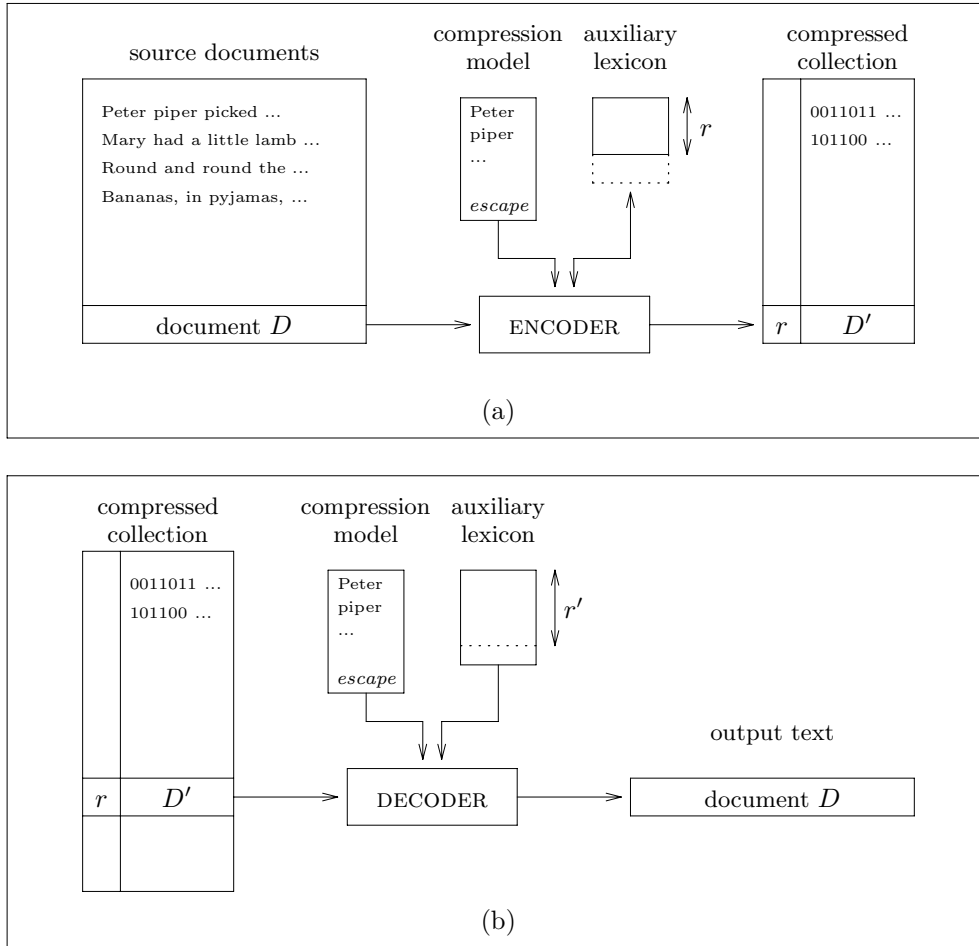 source documents
compression
model
auxiliary
lexicon
compressed
collection
Peter piper picked ...
Mary had a little lamb ...
Round and round the ...
Bananas, in pyjamas, ...
Peter
piper
...
escape
r
0011011 ...
101100 ...
document D
ENCODER
r
D′
(a)
compressed
collection
compression
model
auxiliary
lexicon
0011011 ...
101100 ...
Peter
piper
...
escape
r′
output text
r
D′
DECODER
document D
(b)